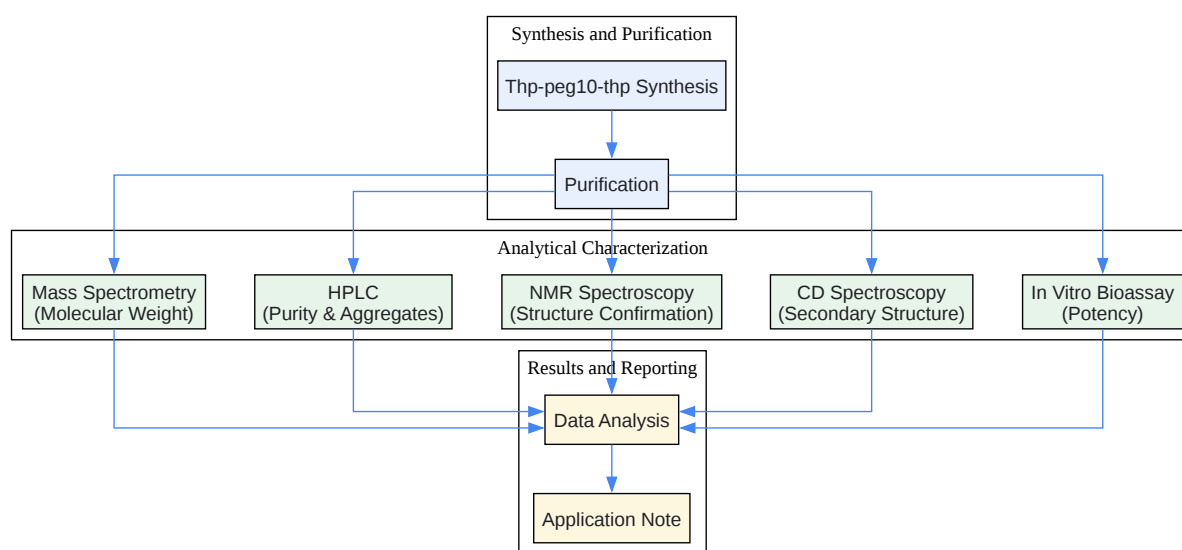 Synthesis and Purification
Thp-peg10-thp Synthesis
Purification
Analytical Characterization
Mass Spectrometry
(Molecular Weight)
HPLC
(Purity & Aggregates)
NMR Spectroscopy
(Structure Confirmation)
CD Spectroscopy
(Secondary Structure)
In Vitro Bioassay
(Potency)
Results and Reporting
Data Analysis
Application Note